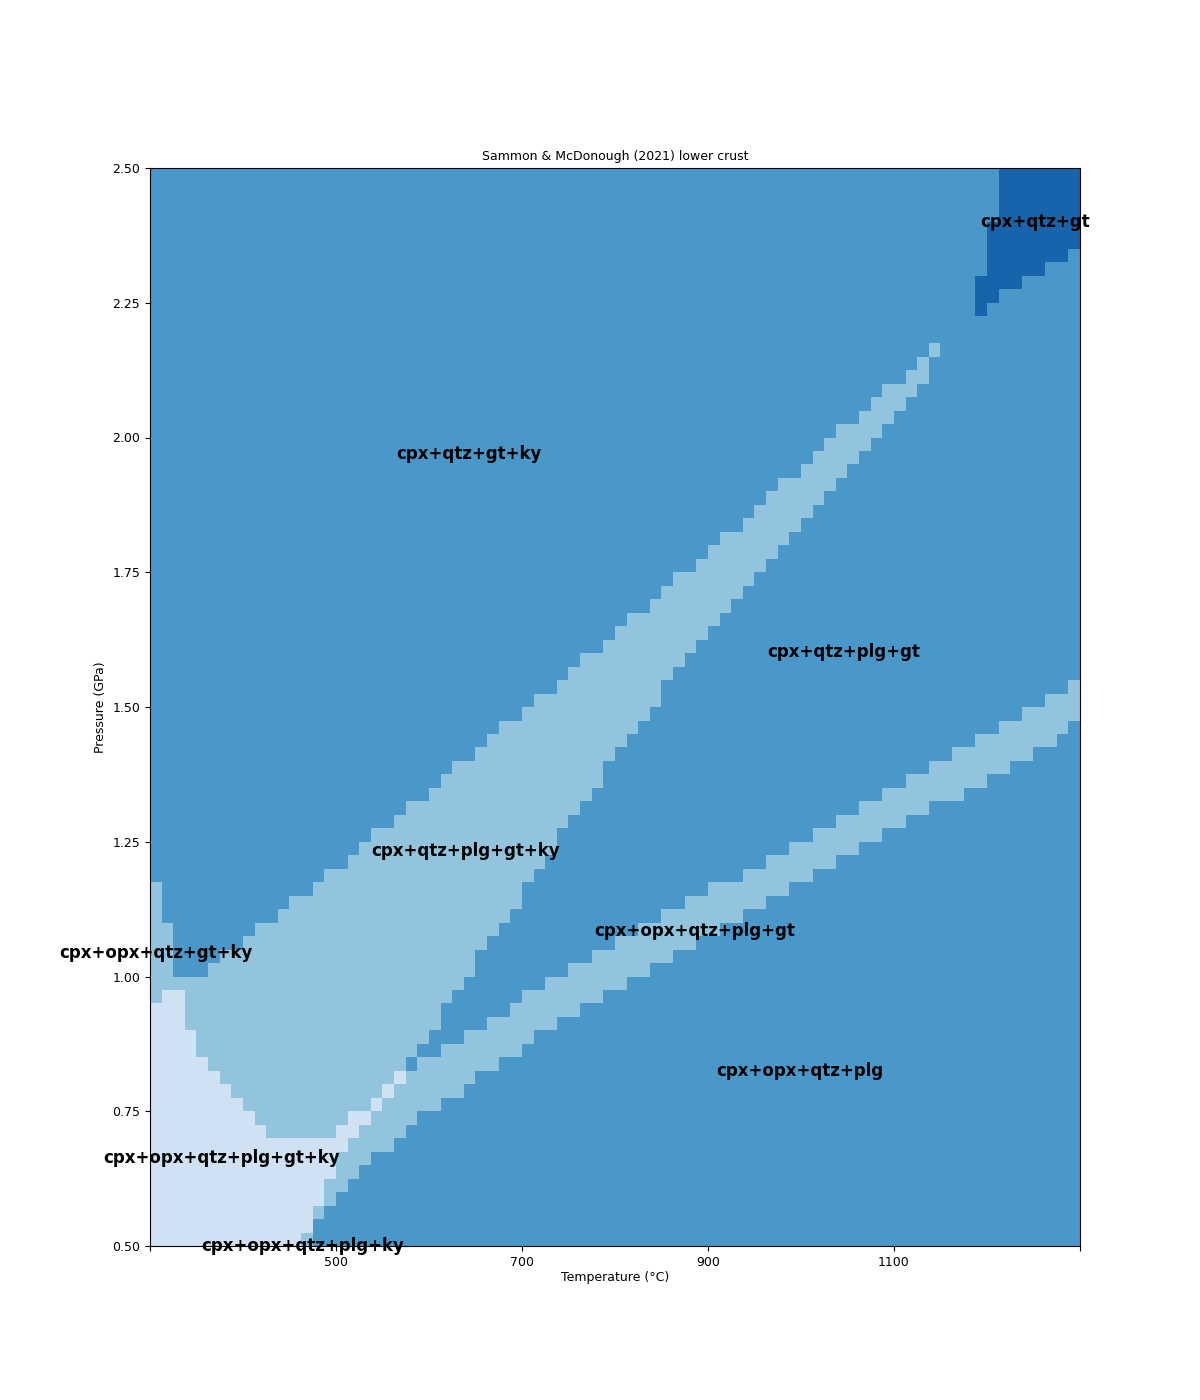 Sammon & McDonough (2021) lower crust
2.50
cpx+qtz+gt
2.25
2.00
cpx+qtz+gt+ky
1.75
cpx+qtz+plg+gt
Pressure (GPa)
1.50
1.25
cpx+qtz+plg+gt+ky
cpx+opx+qtz+plg+gt
cpx+opx+qtz+gt+ky
1.00
cpx+opx+qtz+plg
0.75
cpx+opx+qtz+plg+gt+ky
0.50
cpx+opx+qtz+plg+ky
500 700 900 1100
Temperature (°C)